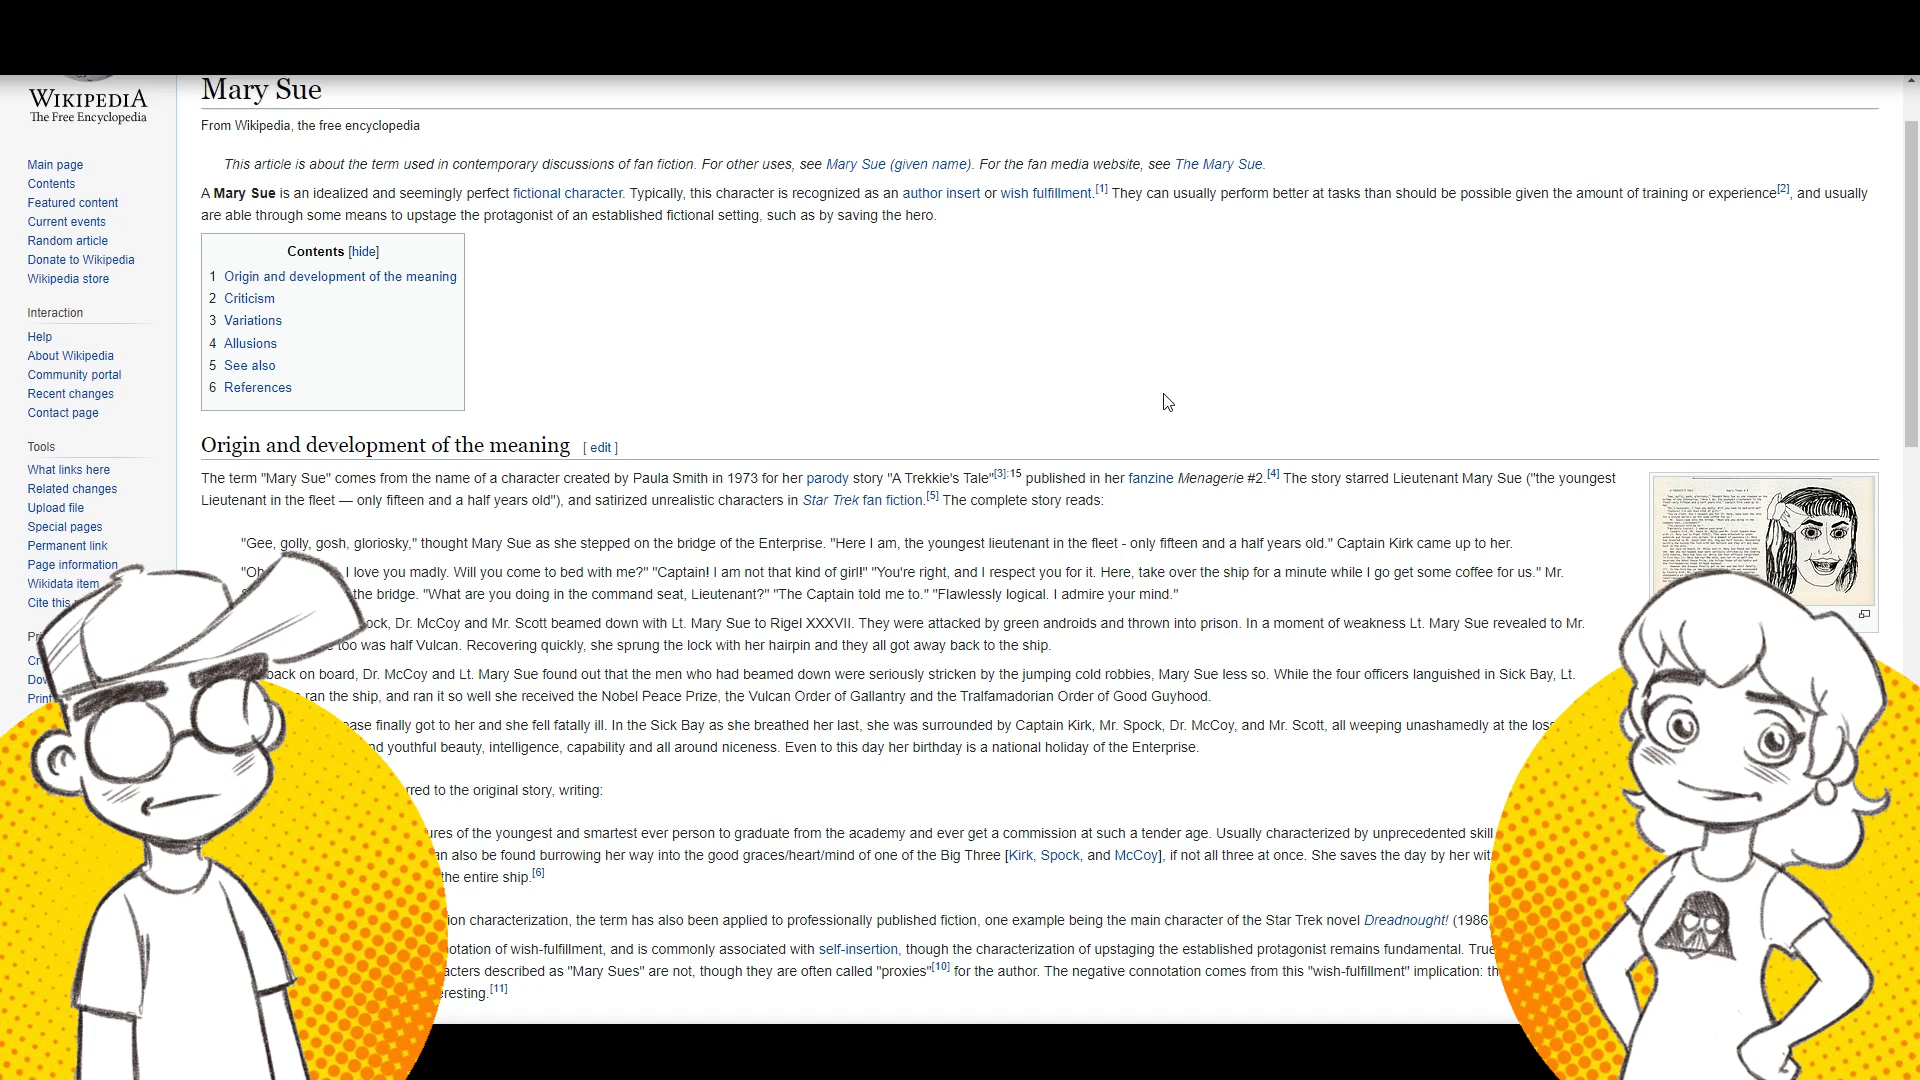 WIKIPEDIA
The Free Encyclopedia
Main page
Contents
Featured content
Current events
Random article
Donate to Wikipedia
Wikipedia store
Interaction
Help
About Wikipedia
Community portal
Recent changes
Contact page
Tools
What links here
Related changes
Upload file
Special pages
Permanent link
Page information
Wikidata item
Cite this
Print
Mary Sue
From Wikipedia, the free encyclopedia
This article is about the term used in contemporary discussions of fan fiction. For other uses, see Mary Sue (given name). For the fan media website, see The Mary Sue.
A Mary Sue is an idealized and seemingly perfect fictional character. Typically, this character is recognized as an author insert or wish fulfillment.[1] They can usually perform better at tasks than should be possible given the amount of training or experience[2], and usually
are able through some means to upstage the protagonist of an established fictional setting, such as by saving the hero.
Contents [hide]
1 Origin and development of the meaning
2 Criticism
3 Variations
4 Allusions
5 See also
6 References
Origin and development of the meaning [ edit ]
The term "Mary Sue" comes from the name of a character created by Paula Smith in 1973 for her parody story "A Trekkie's Tale"[3]:15 published in her fanzine Menagerie #2.[4] The story starred Lieutenant Mary Sue ("the youngest
Lieutenant in the fleet — only fifteen and a half years old"), and satirized unrealistic characters in Star Trek fan fiction.[5] The complete story reads:
"Gee, golly, gosh, gloriosky," thought Mary Sue as she stepped on the bridge of the Enterprise. "Here I am, the youngest lieutenant in the fleet - only fifteen and a half years old." Captain Kirk came up to her.
I love you madly. Will you come to bed with me?" "Captain! I am not that kind of girl!" "You're right, and I respect you for it. Here, take over the ship for a minute while I go get some coffee for us." Mr.
the bridge. "What are you doing in the command seat, Lieutenant?" "The Captain told me to." "Flawlessly logical. I admire your mind."
ock, Dr. McCoy and Mr. Scott beamed down with Lt. Mary Sue to Rigel XXXVII. They were attacked by green androids and thrown into prison. In a moment of weakness Lt. Mary Sue revealed to Mr.
too was half Vulcan. Recovering quickly, she sprung the lock with her hairpin and they all got away back to the ship.
back on board, Dr. McCoy and Lt. Mary Sue found out that the men who had beamed down were seriously stricken by the jumping cold robbies, Mary Sue less so. While the four officers languished in Sick Bay, Lt.
ran the ship, and ran it so well she received the Nobel Peace Prize, the Vulcan Order of Gallantry and the Tralfamadorian Order of Good Guyhood.
ease finally got to her and she fell fatally ill. In the Sick Bay as she breathed her last, she was surrounded by Captain Kirk, Mr. Spock, Dr. McCoy, and Mr. Scott, all weeping unashamedly at the loss
nd youthful beauty, intelligence, capability and all around niceness. Even to this day her birthday is a national holiday of the Enterprise.
rred to the original story, writing:
ures of the youngest and smartest ever person to graduate from the academy and ever get a commission at such a tender age. Usually characterized by unprecedented skill
n also be found burrowing her way into the good graces/heart/mind of one of the Big Three [Kirk, Spock, and McCoy], if not all three at once. She saves the day by her wit
the entire ship.[6]
ion characterization, the term has also been applied to professionally published fiction, one example being the main character of the Star Trek novel Dreadnought! (1986
notation of wish-fulfillment, and is commonly associated with self-insertion, though the characterization of upstaging the established protagonist remains fundamental. True
acters described as "Mary Sues" are not, though they are often called "proxies"[10] for the author. The negative connotation comes from this "wish-fulfillment" implication: th
eresting.[11]